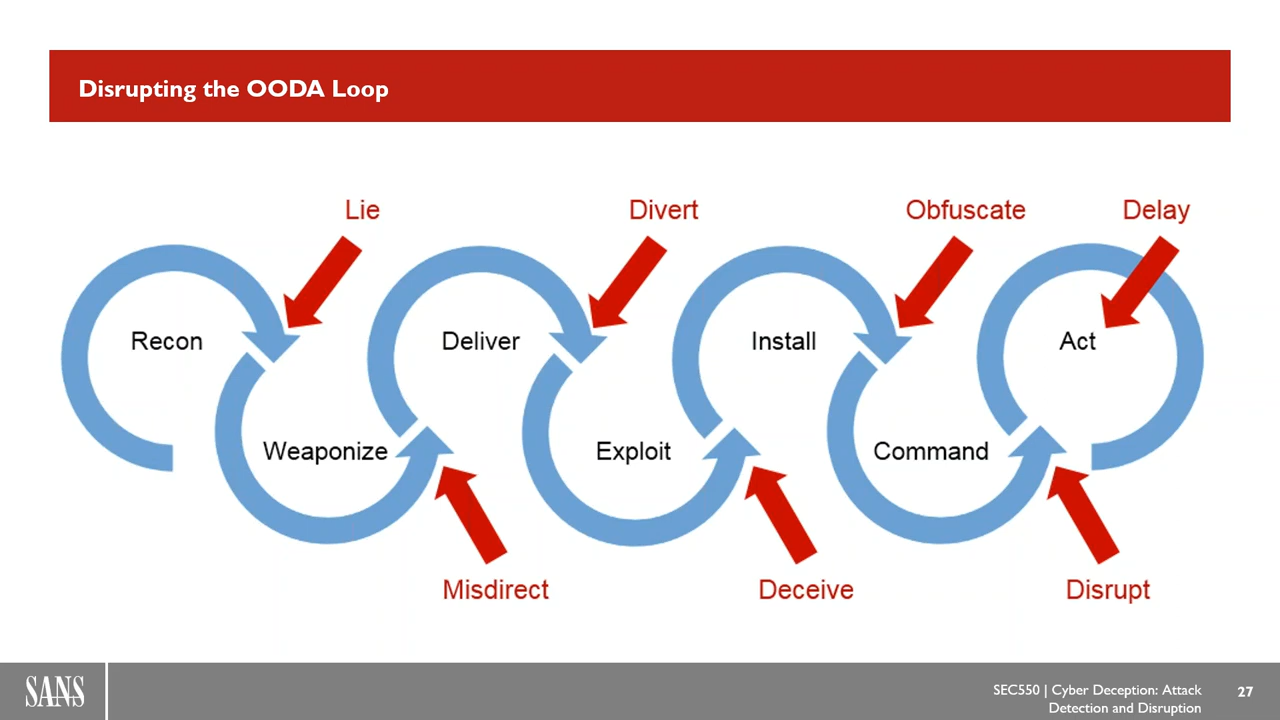 Disrupting the OODA Loop
Lie
Divert
Obfuscate
Delay
Recon
Deliver
Install
Act
Weaponize
Exploit
Command
Misdirect
Deceive
Disrupt
SANS
SEC550 | Cyber Deception: Attack
Detection and Disruption
27